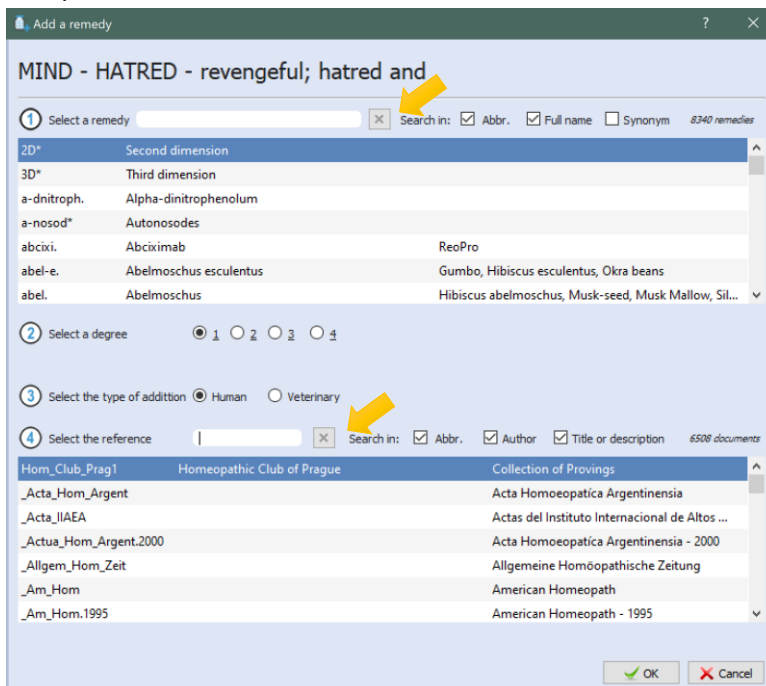 Add a remedy ?
MIND - HATRED - revengeful; hatred and
1 Select a remedy Search in: Abbr. Full name Synonym 8340 remedies
2D* Second dimension
3D* Third dimension
a-dnitroph. Alpha-dinitrophenolum
a-nosod* Autonosodes
abcixi. Abciximab ReoPro
abel-e. Abelmoschus esculentus Gumbo, Hibiscus esculentus, Okra beans
abel. Abelmoschus Hibiscus abelmoschus, Musk-seed, Musk Mallow, Sil...
2 Select a degree 1 2 3 4
3 Select the type of addittion Human Veterinary
4 Select the reference Search in: Abbr. Author Title or description 6508 documents
Hom_Club_Prag1 Homeopathic Club of Prague Collection of Provings
_Acta_Hom_Argent Acta Homoeopatíca Argentinensia
_Acta_IIAEA Actas del Instituto Internacional de Altos ...
_Actua_Hom_Argent.2000 Acta Homoeopatíca Argentinensia - 2000
_Allgem_Hom_Zeit Allgemeine Homöopathische Zeitung
_Am_Hom American Homeopath
_Am_Hom.1995 American Homeopath - 1995
OK Cancel